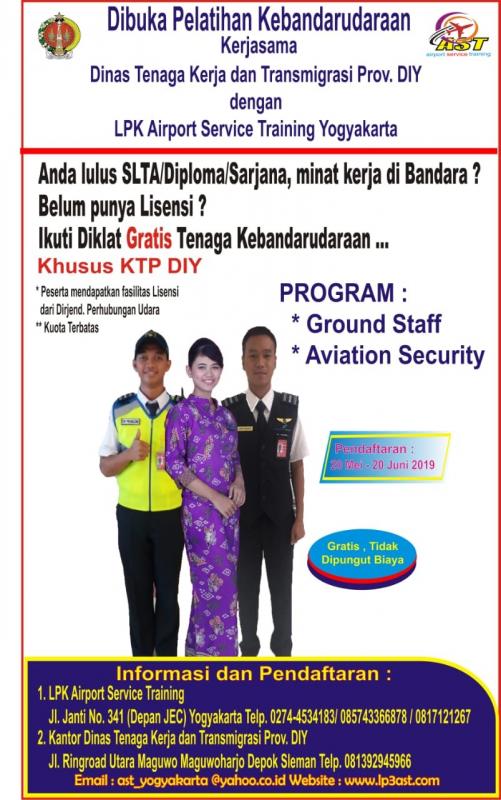 Dibuka Pelatihan Kebandarudaraan
Kerjasama
Dinas Tenaga Kerja dan Transmigrasi Prov. DIY
dengan
LPK Airport Service Training Yogyakarta
AST
airport service training
Anda lulus SLTA/Diploma/Sarjana, minat kerja di Bandara ?
Belum punya Lisensi ?
Ikuti Diklat Gratis Tenaga Kebandarudaraan ...
Khusus KTP DIY
* Peserta mendapatkan fasilitas Lisensi
dari Dirjend. Perhubungan Udara
** Kuota Terbatas
PROGRAM :
* Ground Staff
* Aviation Security
Pendaftaran :
20 Mei - 20 Juni 2019
Gratis , Tidak
Dipungut Biaya
Informasi dan Pendaftaran :
1. LPK Airport Service Training
Jl. Janti No. 341 (Depan JEC) Yogyakarta Telp. 0274-4534183/ 085743366878 / 0817121267
2. Kantor Dinas Tenaga Kerja dan Transmigrasi Prov. DIY
Jl. Ringroad Utara Maguwo Maguwoharjo Depok Sleman Telp. 081392945966
Email : ast_yogyakarta @yahoo.co.id Website : www.lp3ast.com